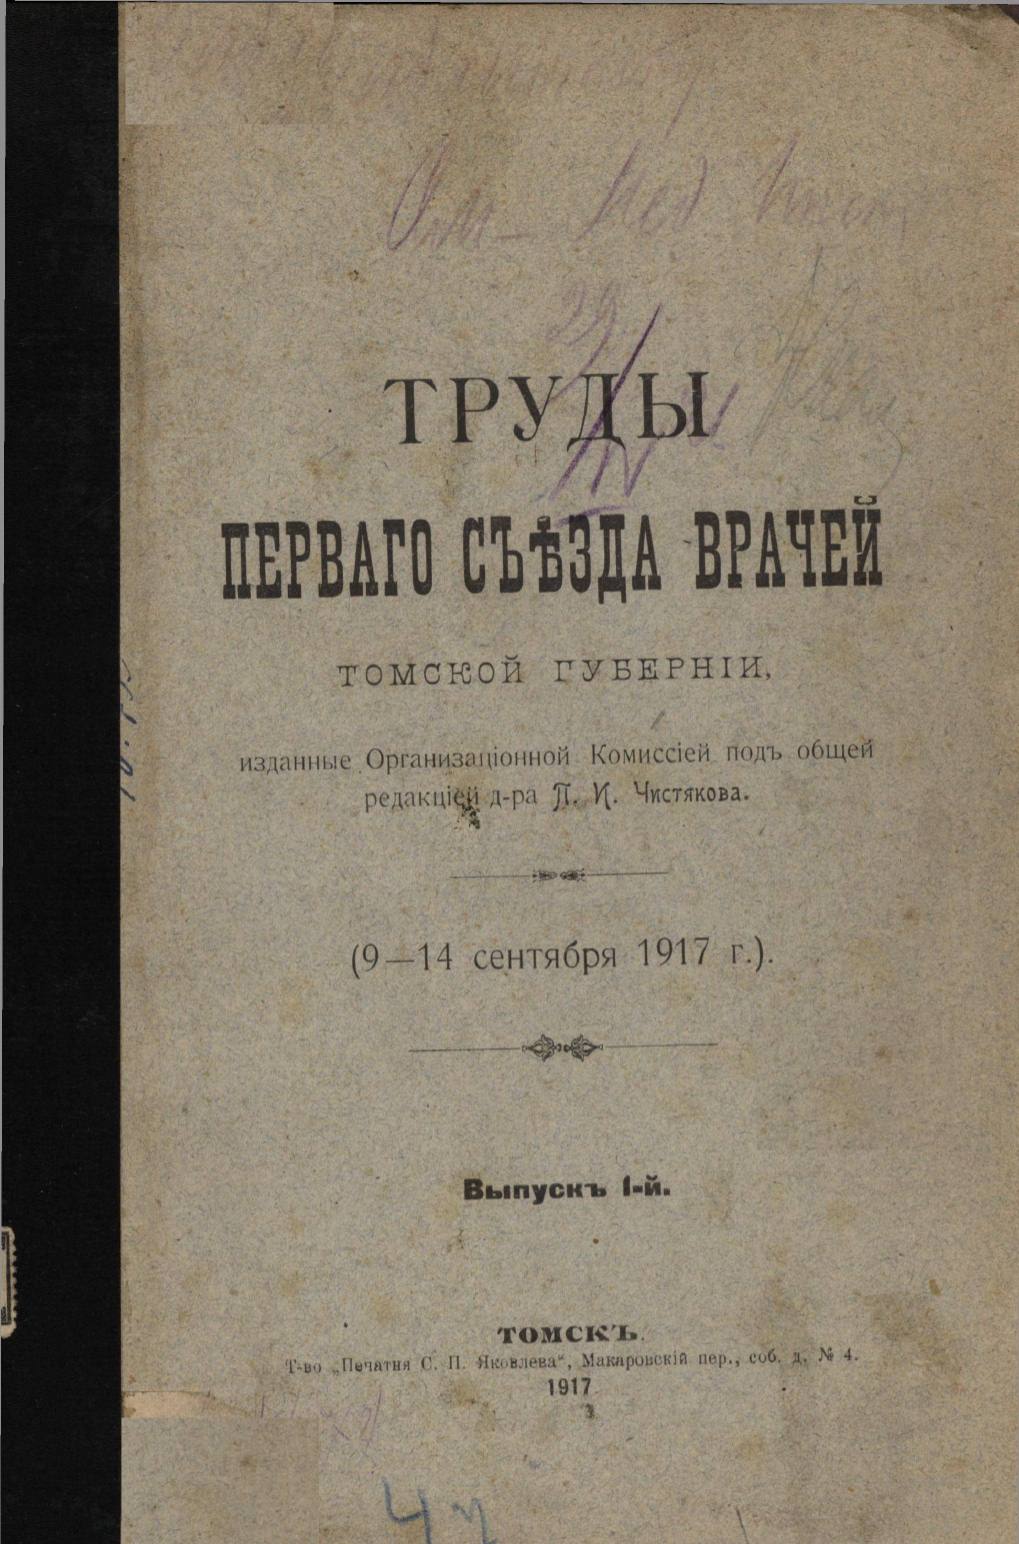 ТРУДЫ
ПЕРВАГО СЪѢЗДА ВРАЧЕЙ
ТОМСКОЙ ГУБЕРНІИ,
изданные Организаціонной Комиссіей подъ общей
редакціей д-ра П. И. Чистякова.
(9—14 сентября 1917 г.).
Выпускъ I-й.
ТОМСКЪ.
Т-во „Печатня С. П. Яковлева“, Макаровскій пер., соб. д. № 4.
1917